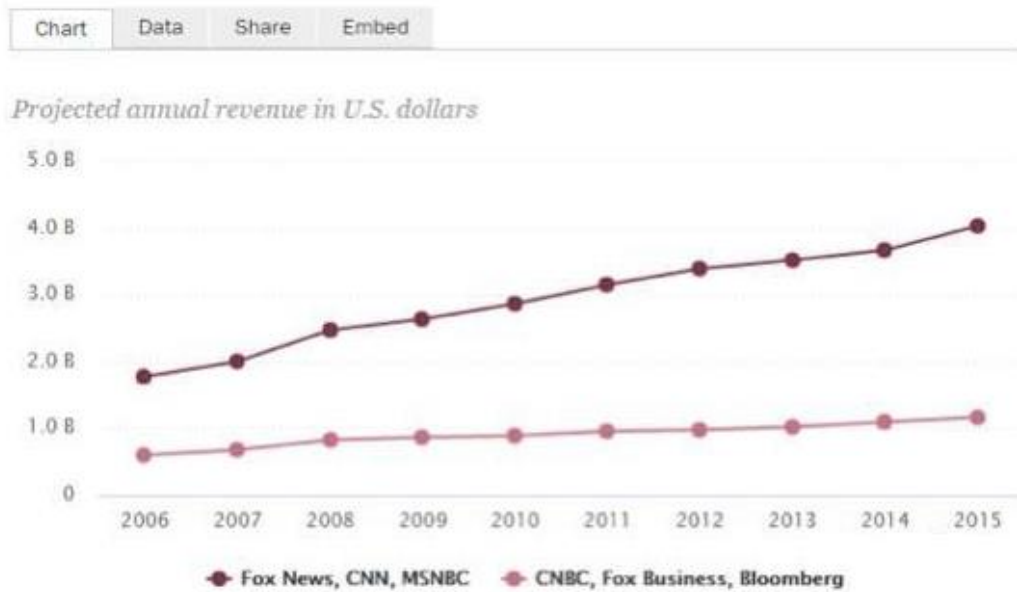 Chart Data Share Embed
Projected annual revenue in U.S. dollars
5.0 B
4.0 B
3.0 B
2.0 B
1.0 B
0
2006 2007 2008 2009 2010 2011 2012 2013 2014 2015
Fox News, CNN, MSNBC CNBC, Fox Business, Bloomberg